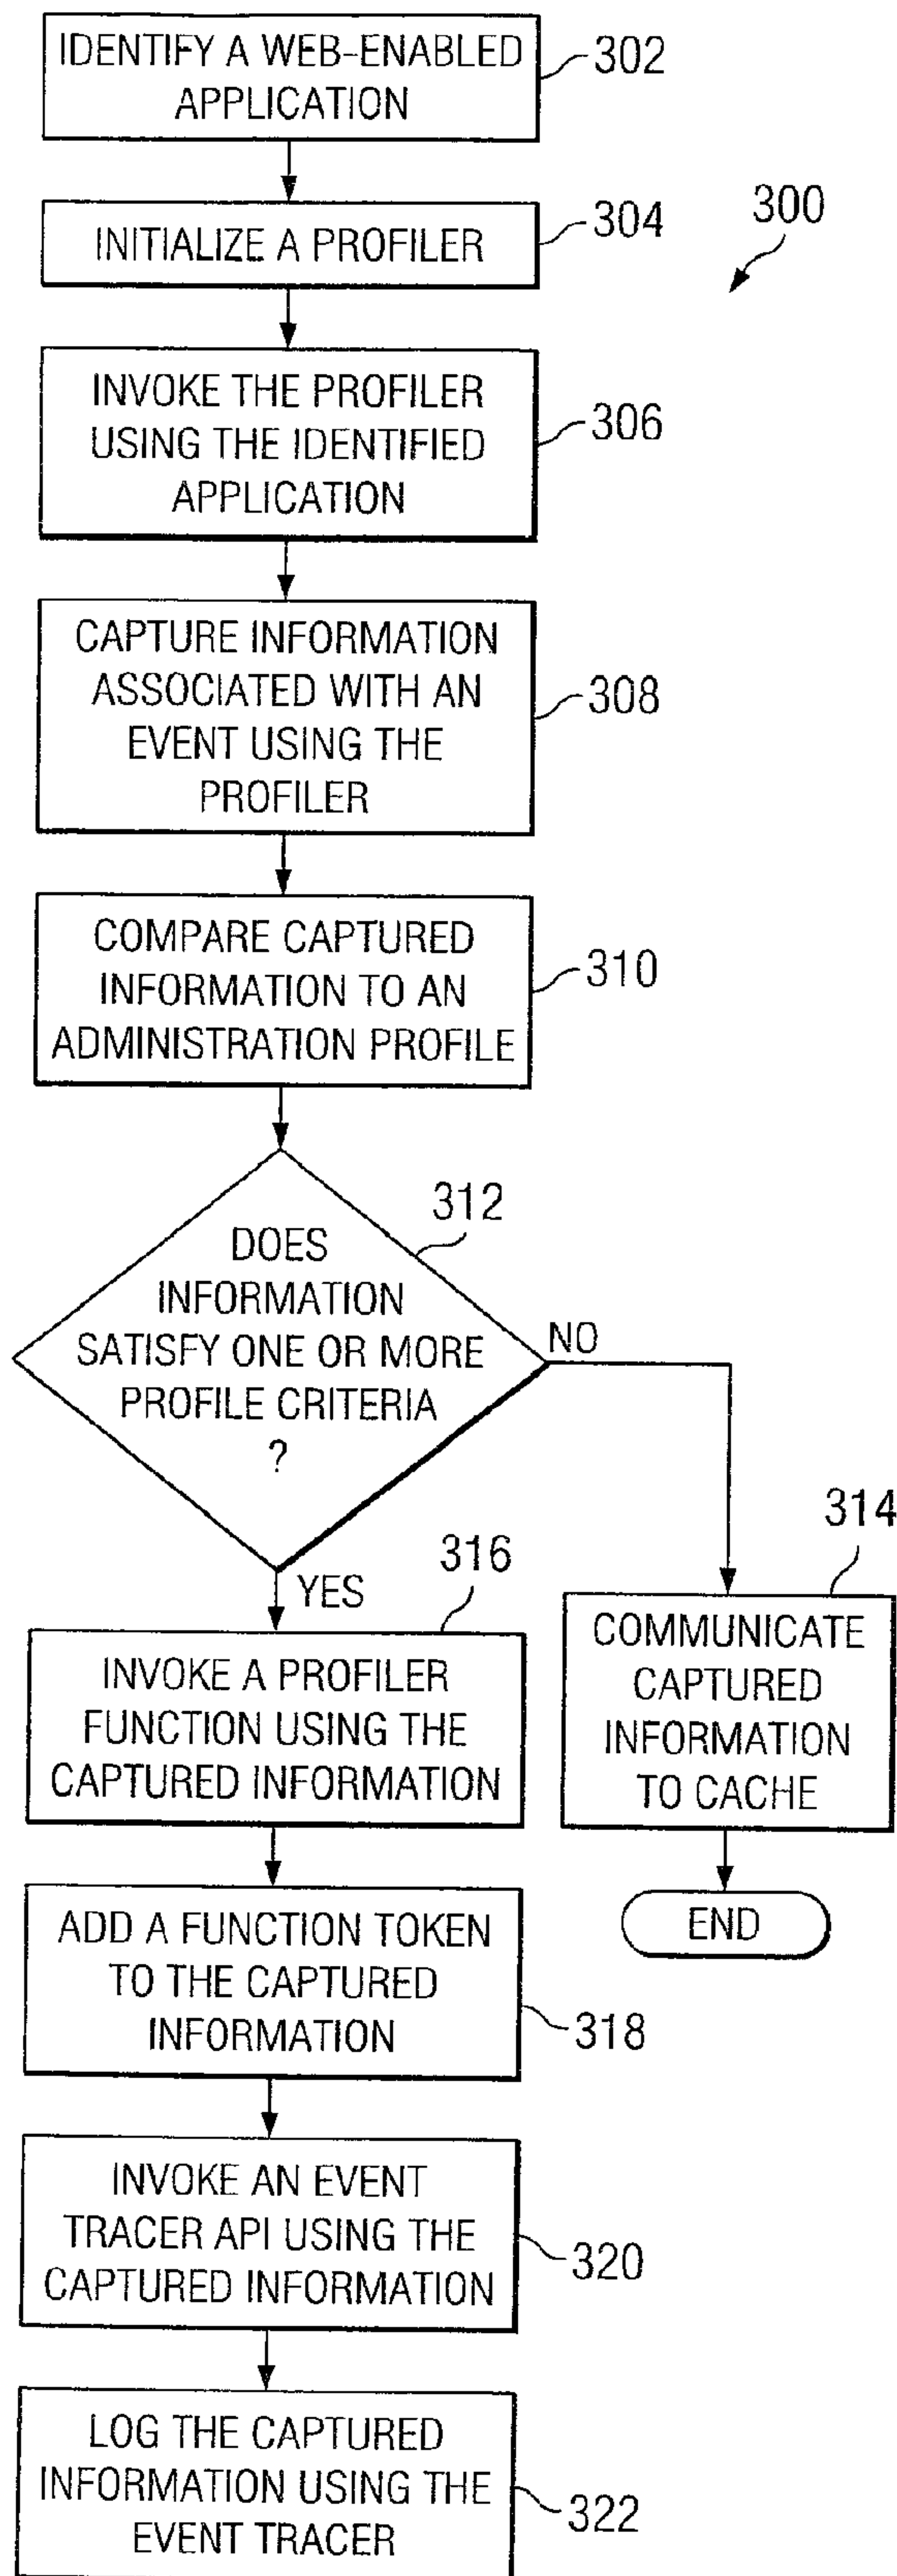 IDENTIFY A WEB-ENABLED
APPLICATION
302
INITIALIZE A PROFILER
304
300
INVOKE THE PROFILER
USING THE IDENTIFIED
APPLICATION
306
CAPTURE INFORMATION
ASSOCIATED WITH AN
EVENT USING THE
PROFILER
308
COMPARE CAPTURED
INFORMATION TO AN
ADMINISTRATION PROFILE
310
312
DOES
INFORMATION
SATISFY ONE OR MORE
PROFILE CRITERIA
?
NO
YES
314
COMMUNICATE
CAPTURED
INFORMATION
TO CACHE
END
316
INVOKE A PROFILER
FUNCTION USING THE
CAPTURED INFORMATION
ADD A FUNCTION TOKEN
TO THE CAPTURED
INFORMATION
318
INVOKE AN EVENT
TRACER API USING THE
CAPTURED INFORMATION
320
LOG THE CAPTURED
INFORMATION USING THE
EVENT TRACER
322